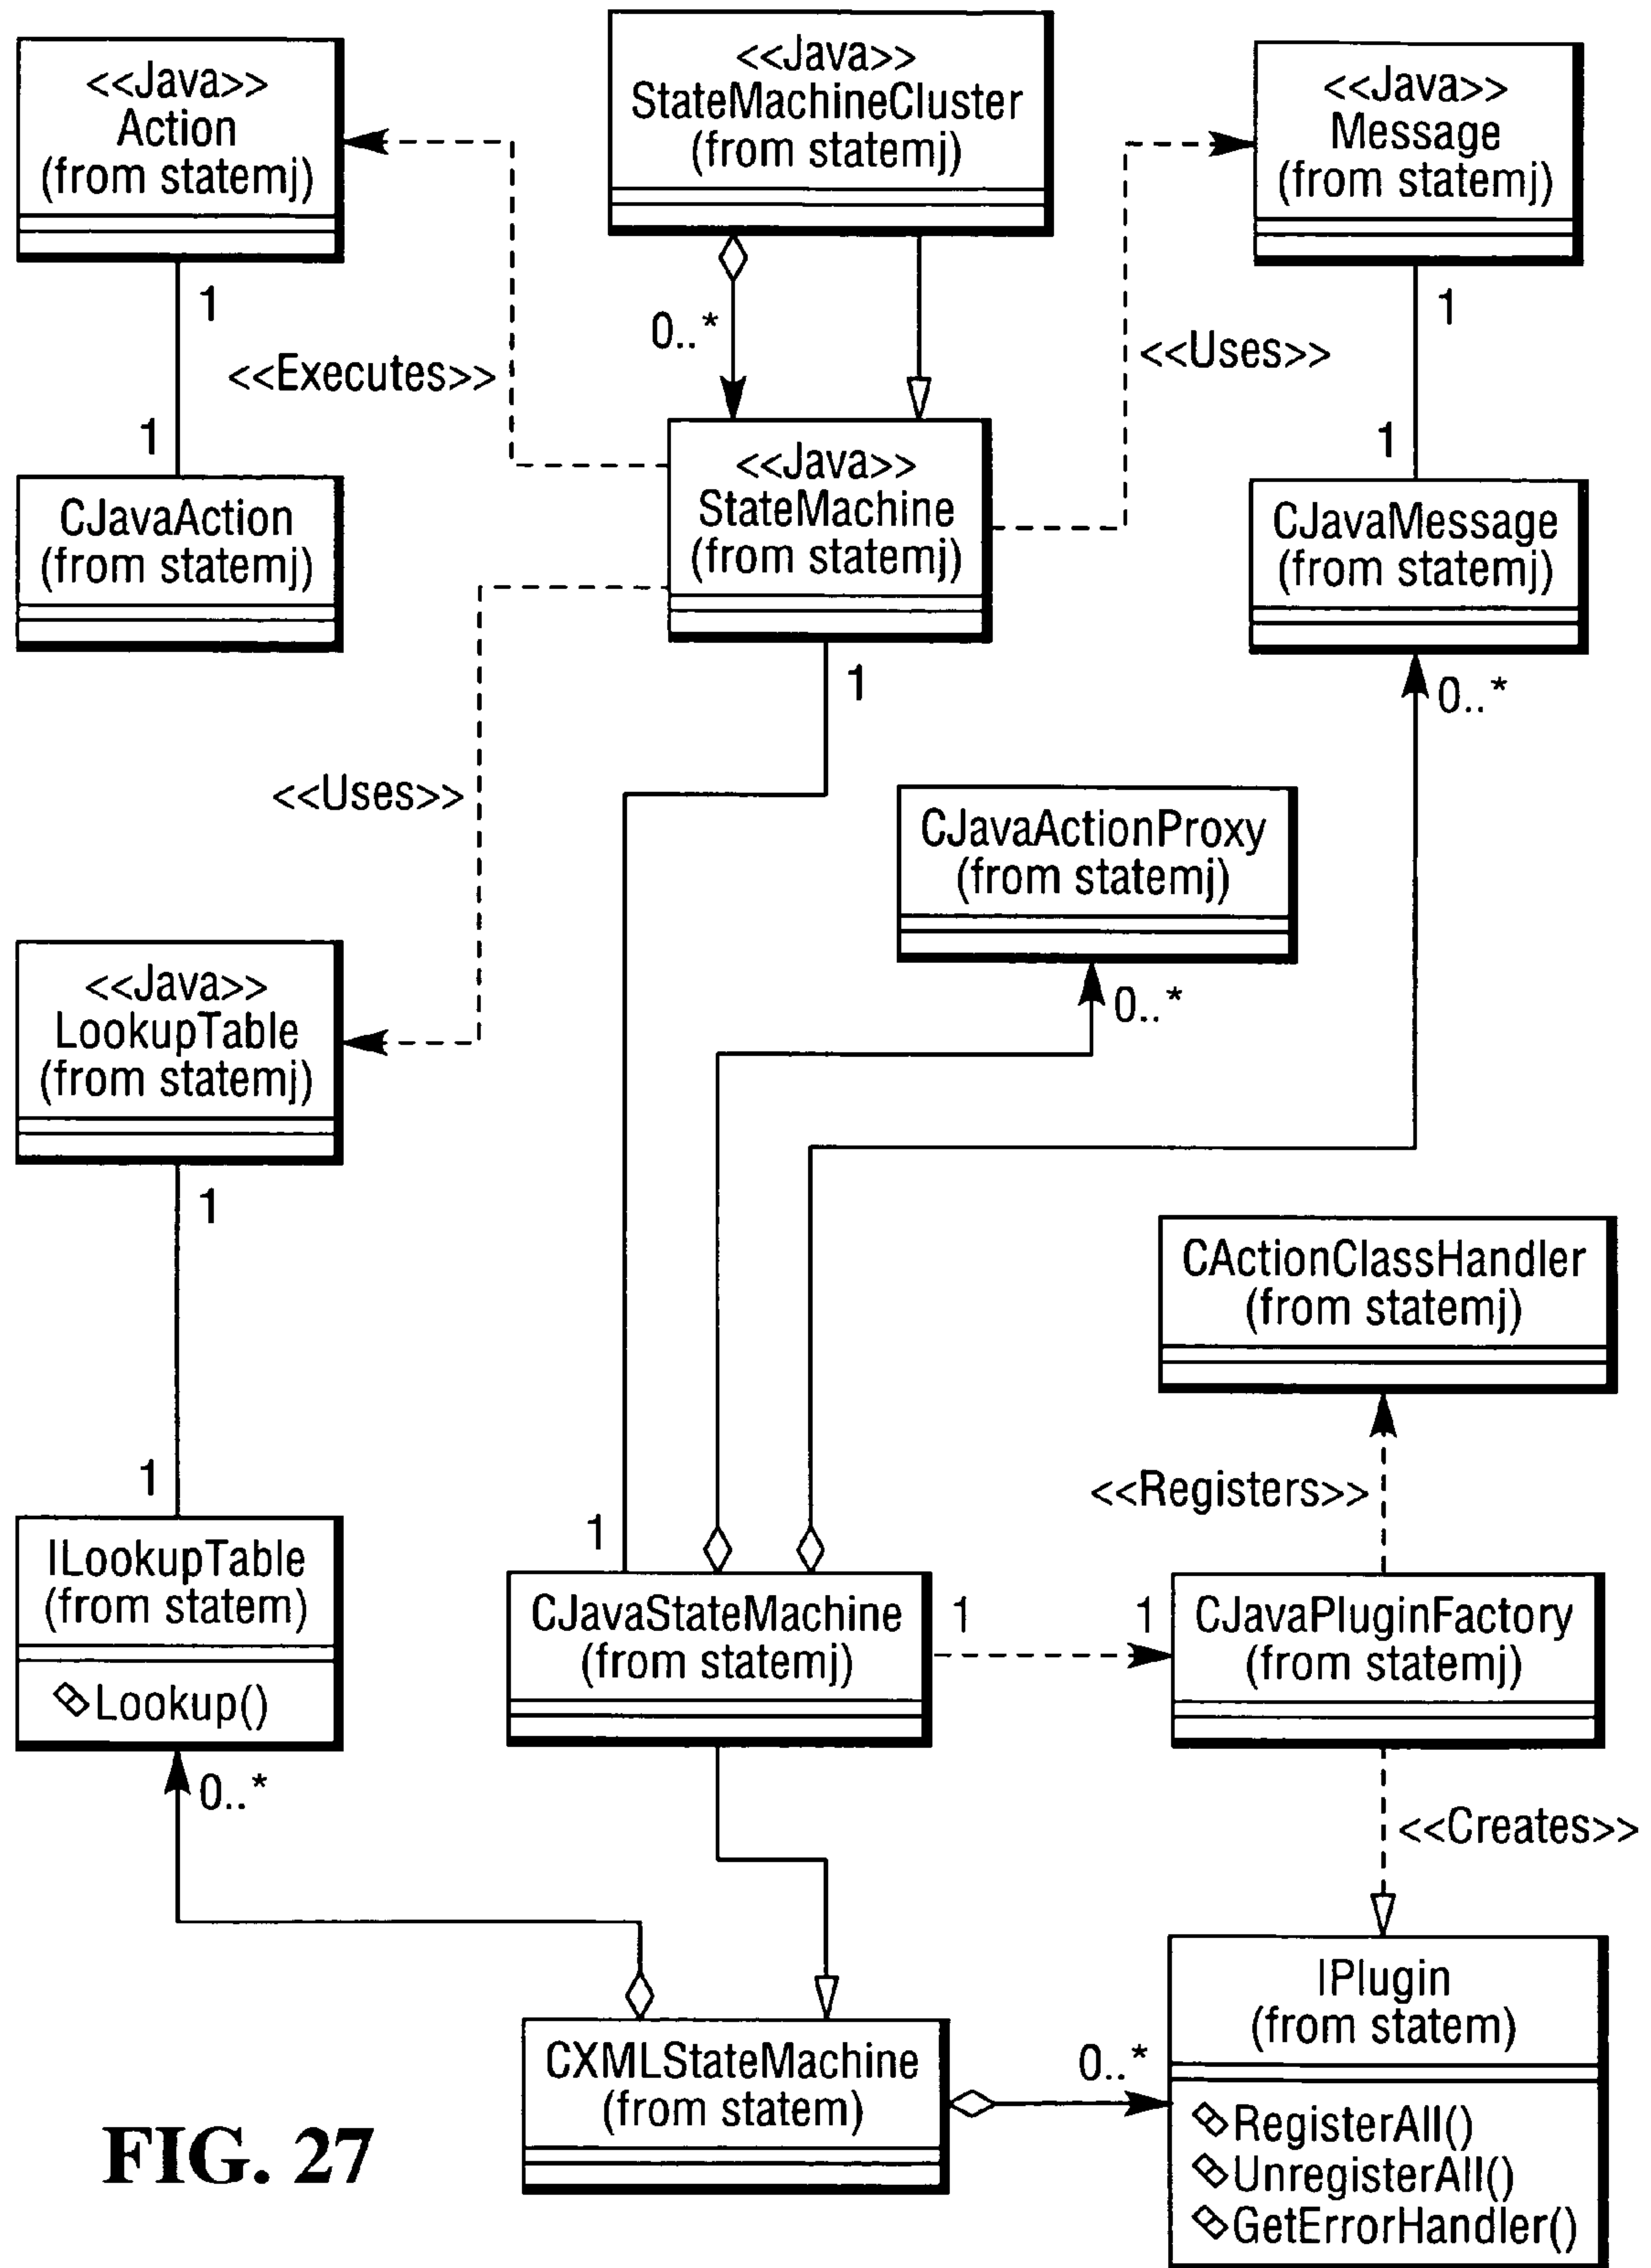 <<Java>>
Action
(from statemj)
<<Java>>
StateMachineCluster
(from statemj)
<<Java>>
Message
(from statemj)
1
0..*
1
<<Executes>>
<<Uses>>
1
1
CJavaAction
(from statemj)
<<Java>>
StateMachine
(from statemj)
CJavaMessage
(from statemj)
1
0..*
<<Uses>>
CJavaActionProxy
(from statemj)
<<Java>>
LookupTable
(from statemj)
0..*
1
CActionClassHandler
(from statemj)
1
<<Registers>>
1
ILookupTable
(from statem)
Lookup()
CJavaStateMachine
(from statemj)
1
1
CJavaPluginFactory
(from statemj)
0..*
<<Creates>>
CXMLStateMachine
(from statem)
0..*
IPlugin
(from statem)
RegisterAll()
UnregisterAll()
GetErrorHandler()
FIG. 27